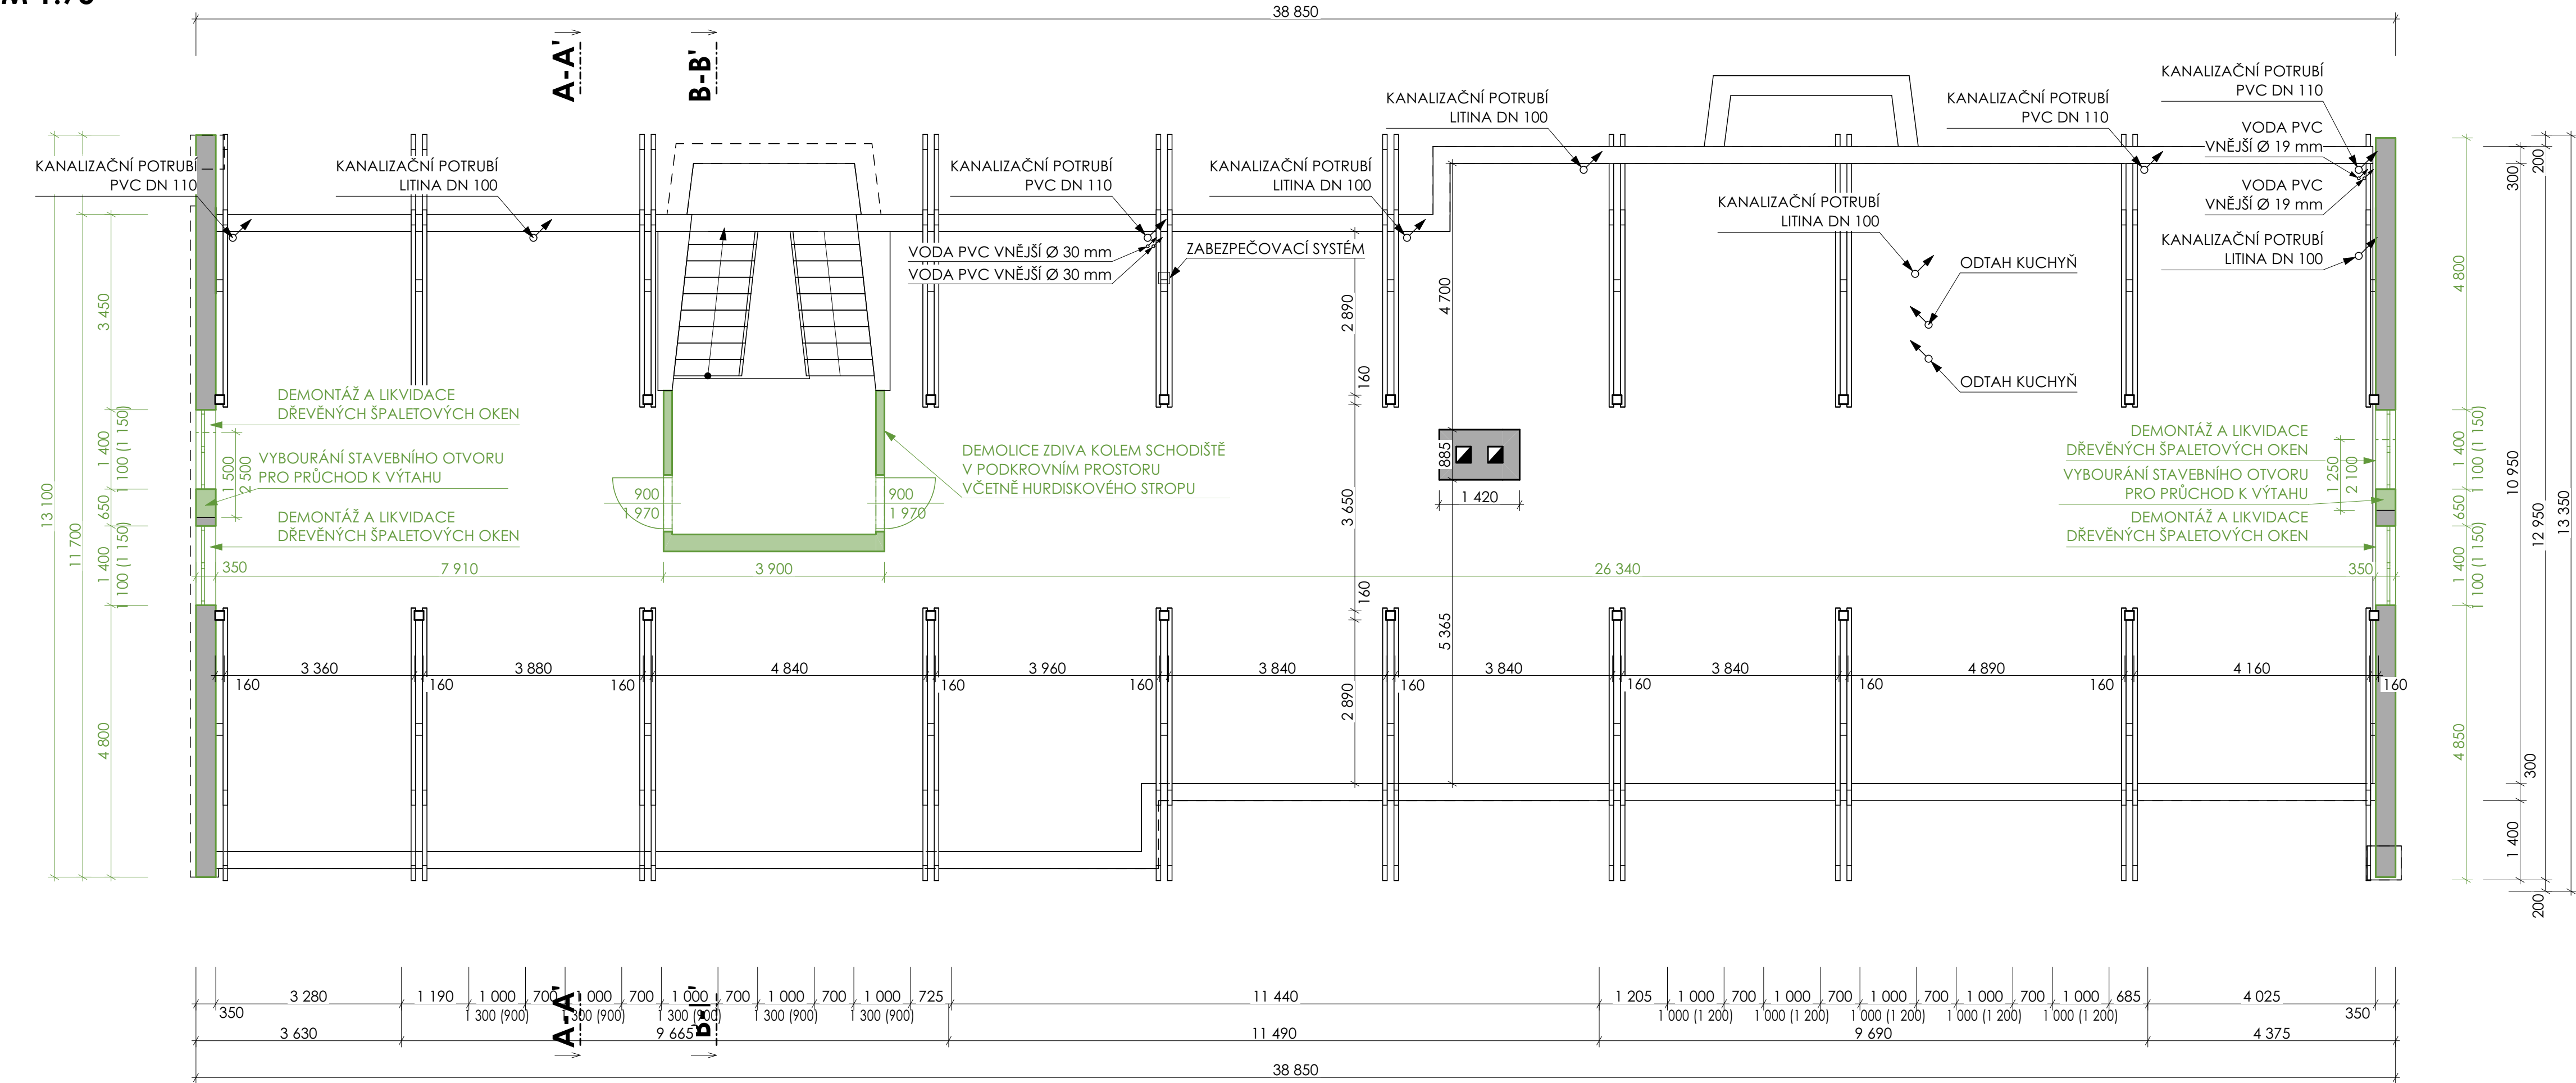 38 850
A-A'
B-B'
KANALIZAČNÍ POTRUBÍ
PVC DN 110
KANALIZAČNÍ POTRUBÍ
LITINA DN 100
KANALIZAČNÍ POTRUBÍ
PVC DN 110
KANALIZAČNÍ POTRUBÍ
LITINA DN 100
KANALIZAČNÍ POTRUBÍ
LITINA DN 100
KANALIZAČNÍ POTRUBÍ
PVC DN 110
KANALIZAČNÍ POTRUBÍ
PVC DN 110
VODA PVC
VNĚJŠÍ Ø 19 mm
VODA PVC
VNĚJŠÍ Ø 19 mm
KANALIZAČNÍ POTRUBÍ
LITINA DN 100
KANALIZAČNÍ POTRUBÍ
LITINA DN 100
VODA PVC VNĚJŠÍ Ø 30 mm
VODA PVC VNĚJŠÍ Ø 30 mm
ZABEZPEČOVACÍ SYSTÉM
ODTAH KUCHYŇ
ODTAH KUCHYŇ
DEMONTÁŽ A LIKVIDACE
DŘEVĚNÝCH ŠPALETOVÝCH OKEN
VYBOURÁNÍ STAVEBNÍHO OTVORU
PRO PRŮCHOD K VÝTAHU
DEMONTÁŽ A LIKVIDACE
DŘEVĚNÝCH ŠPALETOVÝCH OKEN
DEMOLICE ZDIVA KOLEM SCHODIŠTĚ
V PODKROVNÍM PROSTORU
VČETNĚ HURDISKOVÉHO STROPU
DEMONTÁŽ A LIKVIDACE
DŘEVĚNÝCH ŠPALETOVÝCH OKEN
VYBOURÁNÍ STAVEBNÍHO OTVORU
PRO PRŮCHOD K VÝTAHU
DEMONTÁŽ A LIKVIDACE
DŘEVĚNÝCH ŠPALETOVÝCH OKEN
13 100
11 700
3 450
1 400
1 100 (1 150)
650
1 400
1 100 (1 150)
4 800
1 500
2 500
900
1 970
900
1 970
350
7 910
3 900
26 340
350
2 890
160
3 650
160
2 890
4 700
885
5 365
1 420
1 250
2 100
4 800
1 400
1 100 (1 150)
650
1 400
1 100 (1 150)
4 850
300
10 950
300
1 400
200
12 950
200
13 350
3 360
3 880
4 840
3 960
3 840
3 840
3 840
4 890
4 160
160
160
160
160
160
160
160
160
160
160
3 280
1 190
1 000
700
1 000
700
1 000
700
1 000
700
1 000
725
11 440
1 205
1 000
700
1 000
700
1 000
700
1 000
700
1 000
685
4 025
350
1 300 (900)
1 300 (900)
1 300 (900)
1 300 (900)
1 300 (900)
1 000 (1 200)
1 000 (1 200)
1 000 (1 200)
1 000 (1 200)
1 000 (1 200)
350
3 630
9 665
11 490
9 690
4 375
A-A'
B-B'
38 850